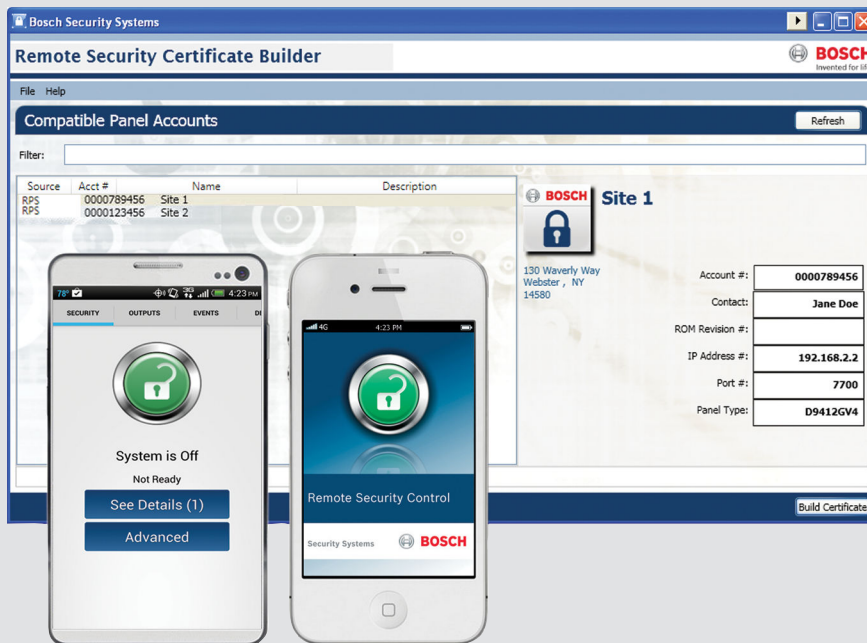 Bosch Security Systems
Remote Security Certificate Builder
BOSCH
Invented for life
File Help
Compatible Panel Accounts
Refresh
Filter:
Source Acct # Name Description
RPS 0000789456 Site 1
RPS 0000123456 Site 2
BOSCH
Site 1
130 Waverly Way
Webster , NY
14580
Account #: 0000789456
Contact: Jane Doe
ROM Revision #:
IP Address #: 192.168.2.2
Port #: 7700
Panel Type: D9412GV4
Build Certificate
78° 3G 4:23 PM
SECURITY OUTPUTS EVENTS
System is Off
Not Ready
See Details (1)
Advanced
4G 4:23 PM
Remote Security Control
Security Systems BOSCH